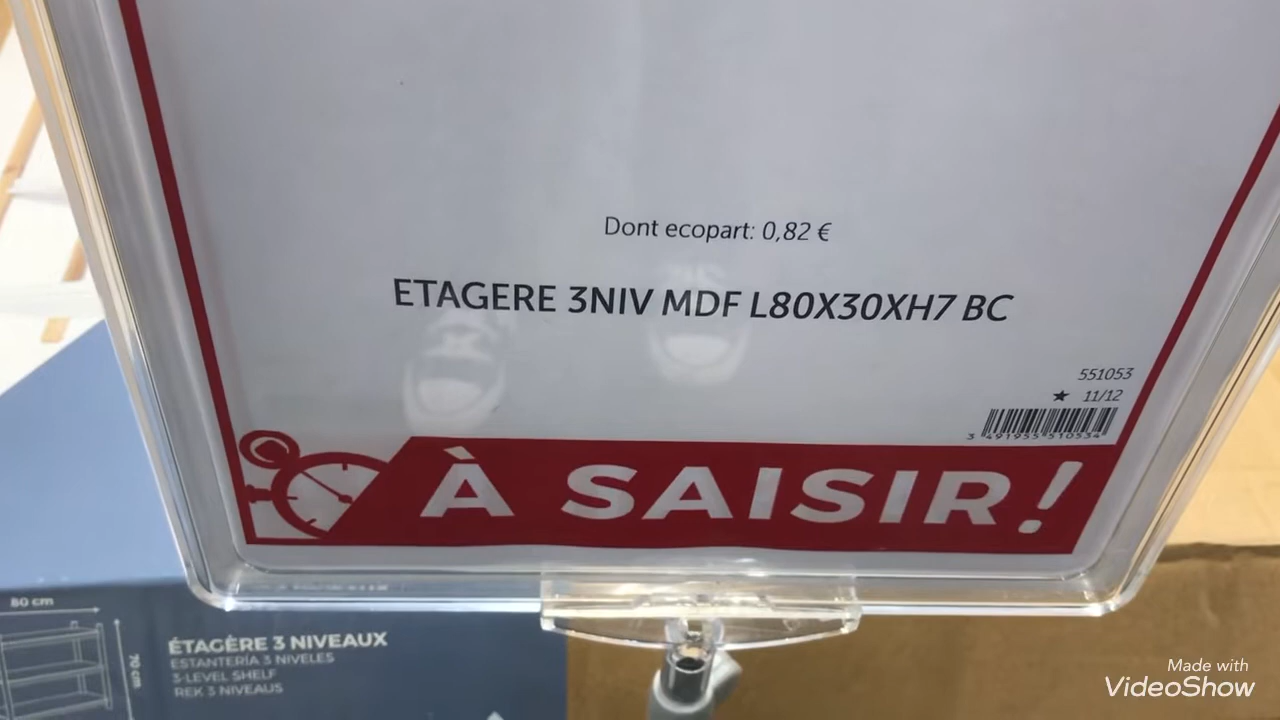 Dont ecopart: 0,82 €
ETAGERE 3NIV MDF L80X30XH7 BC
551053
★ 11/12
3 491955 510534
À SAISIR!
80 cm
70 cm
ÉTAGÈRE 3 NIVEAUX
ESTANTERÍA 3 NIVELES
3-LEVEL SHELF
REK 3 NIVEAUS
Made with
VideoShow